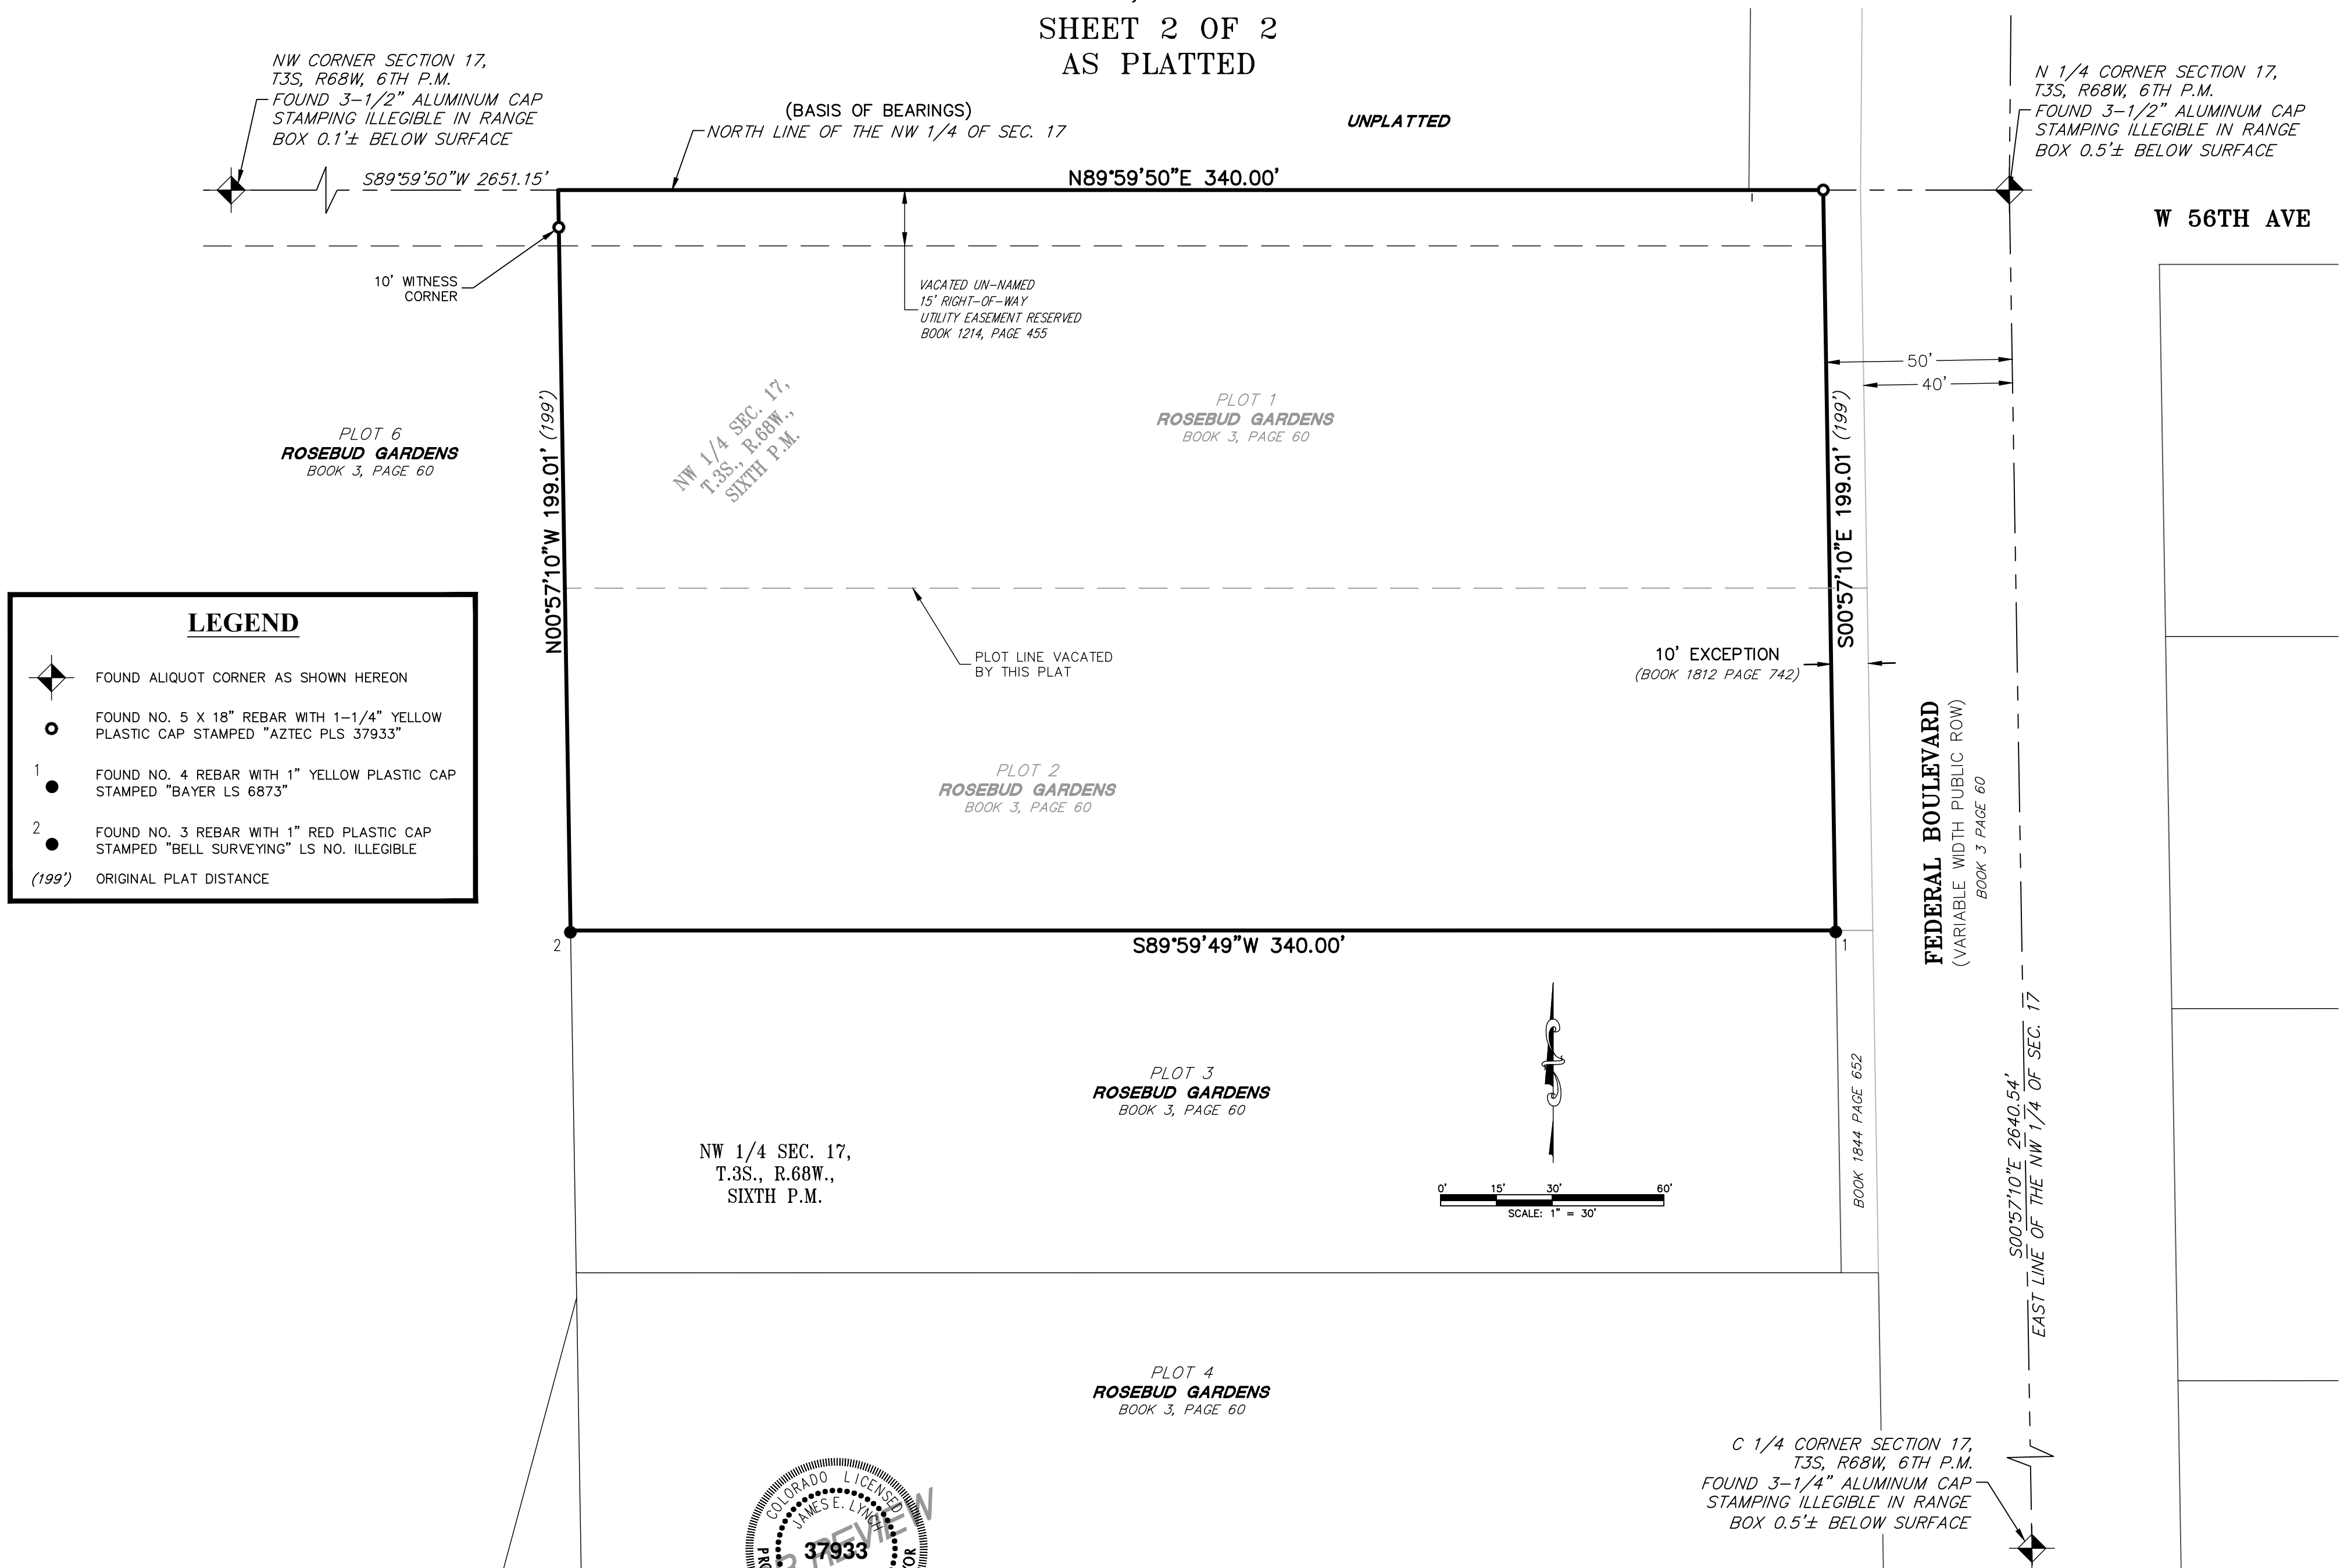 SHEET 2 OF 2
AS PLATTED
NW CORNER SECTION 17,
T3S, R68W, 6TH P.M.
FOUND 3-1/2" ALUMINUM CAP
STAMPING ILLEGIBLE IN RANGE
BOX 0.1'± BELOW SURFACE
(BASIS OF BEARINGS)
NORTH LINE OF THE NW 1/4 OF SEC. 17
UNPLATTED
N 1/4 CORNER SECTION 17,
T3S, R68W, 6TH P.M.
FOUND 3-1/2" ALUMINUM CAP
STAMPING ILLEGIBLE IN RANGE
BOX 0.5'± BELOW SURFACE
S89°59'50"W 2651.15'
N89°59'50"E 340.00'
W 56TH AVE
10' WITNESS
CORNER
VACATED UN-NAMED
15' RIGHT-OF-WAY
UTILITY EASEMENT RESERVED
BOOK 1214, PAGE 455
50'
40'
PLOT 6
ROSEBUD GARDENS
BOOK 3, PAGE 60
N00°57'10"W 199.01' (199')
NW 1/4 SEC. 17,
T.3S., R.68W.,
SIXTH P.M.
PLOT 1
ROSEBUD GARDENS
BOOK 3, PAGE 60
S00°57'10"E 199.01' (199')
LEGEND
FOUND ALIQUOT CORNER AS SHOWN HEREON
FOUND NO. 5 X 18" REBAR WITH 1-1/4" YELLOW
PLASTIC CAP STAMPED "AZTEC PLS 37933"
1
FOUND NO. 4 REBAR WITH 1" YELLOW PLASTIC CAP
STAMPED "BAYER LS 6873"
2
FOUND NO. 3 REBAR WITH 1" RED PLASTIC CAP
STAMPED "BELL SURVEYING" LS NO. ILLEGIBLE
(199') ORIGINAL PLAT DISTANCE
PLOT LINE VACATED
BY THIS PLAT
10' EXCEPTION
(BOOK 1812 PAGE 742)
PLOT 2
ROSEBUD GARDENS
BOOK 3, PAGE 60
FEDERAL BOULEVARD
(VARIABLE WIDTH PUBLIC ROW)
BOOK 3 PAGE 60
2
S89°59'49"W 340.00'
1
PLOT 3
ROSEBUD GARDENS
BOOK 3, PAGE 60
NW 1/4 SEC. 17,
T.3S., R.68W.,
SIXTH P.M.
0' 15' 30' 60'
SCALE: 1" = 30'
BOOK 1844 PAGE 652
S00°57'10"E 2640.54'
EAST LINE OF THE NW 1/4 OF SEC. 17
PLOT 4
ROSEBUD GARDENS
BOOK 3, PAGE 60
C 1/4 CORNER SECTION 17,
T3S, R68W, 6TH P.M.
FOUND 3-1/4" ALUMINUM CAP
STAMPING ILLEGIBLE IN RANGE
BOX 0.5'± BELOW SURFACE
COLORADO LICENSED
JAMES E. LYNCH
37933
REVIEW